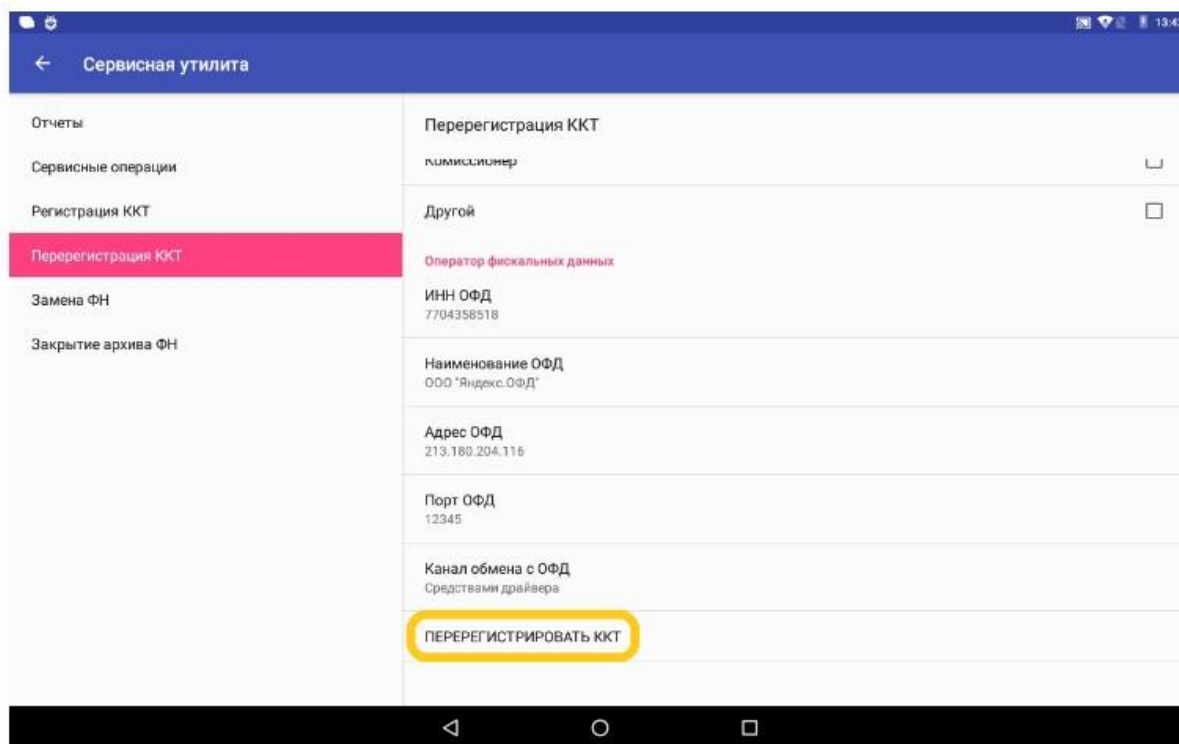 13:4
Сервисная утилита
Отчеты
Сервисные операции
Регистрация ККТ
Перерегистрация ККТ
Замена ФН
Закрытие архива ФН
Перерегистрация ККТ
Комиссионер
Другой
Оператор фискальных данных
ИНН ОФД
7704358518
Наименование ОФД
ООО "Яндекс.ОФД"
Адрес ОФД
213.180.204.116
Порт ОФД
12345
Канал обмена с ОФД
Средствами драйвера
ПЕРЕРЕГИСТРИРОВАТЬ ККТ